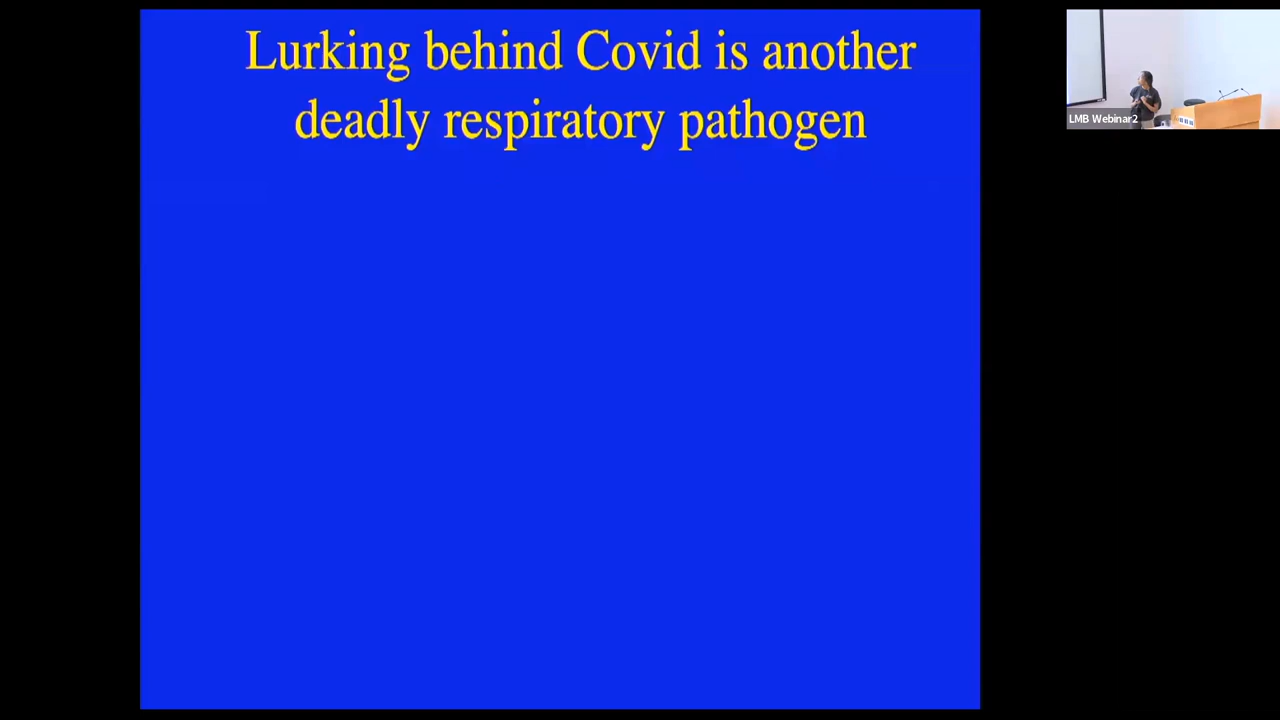 Lurking behind Covid is another
deadly respiratory pathogen
LMB Webinar2